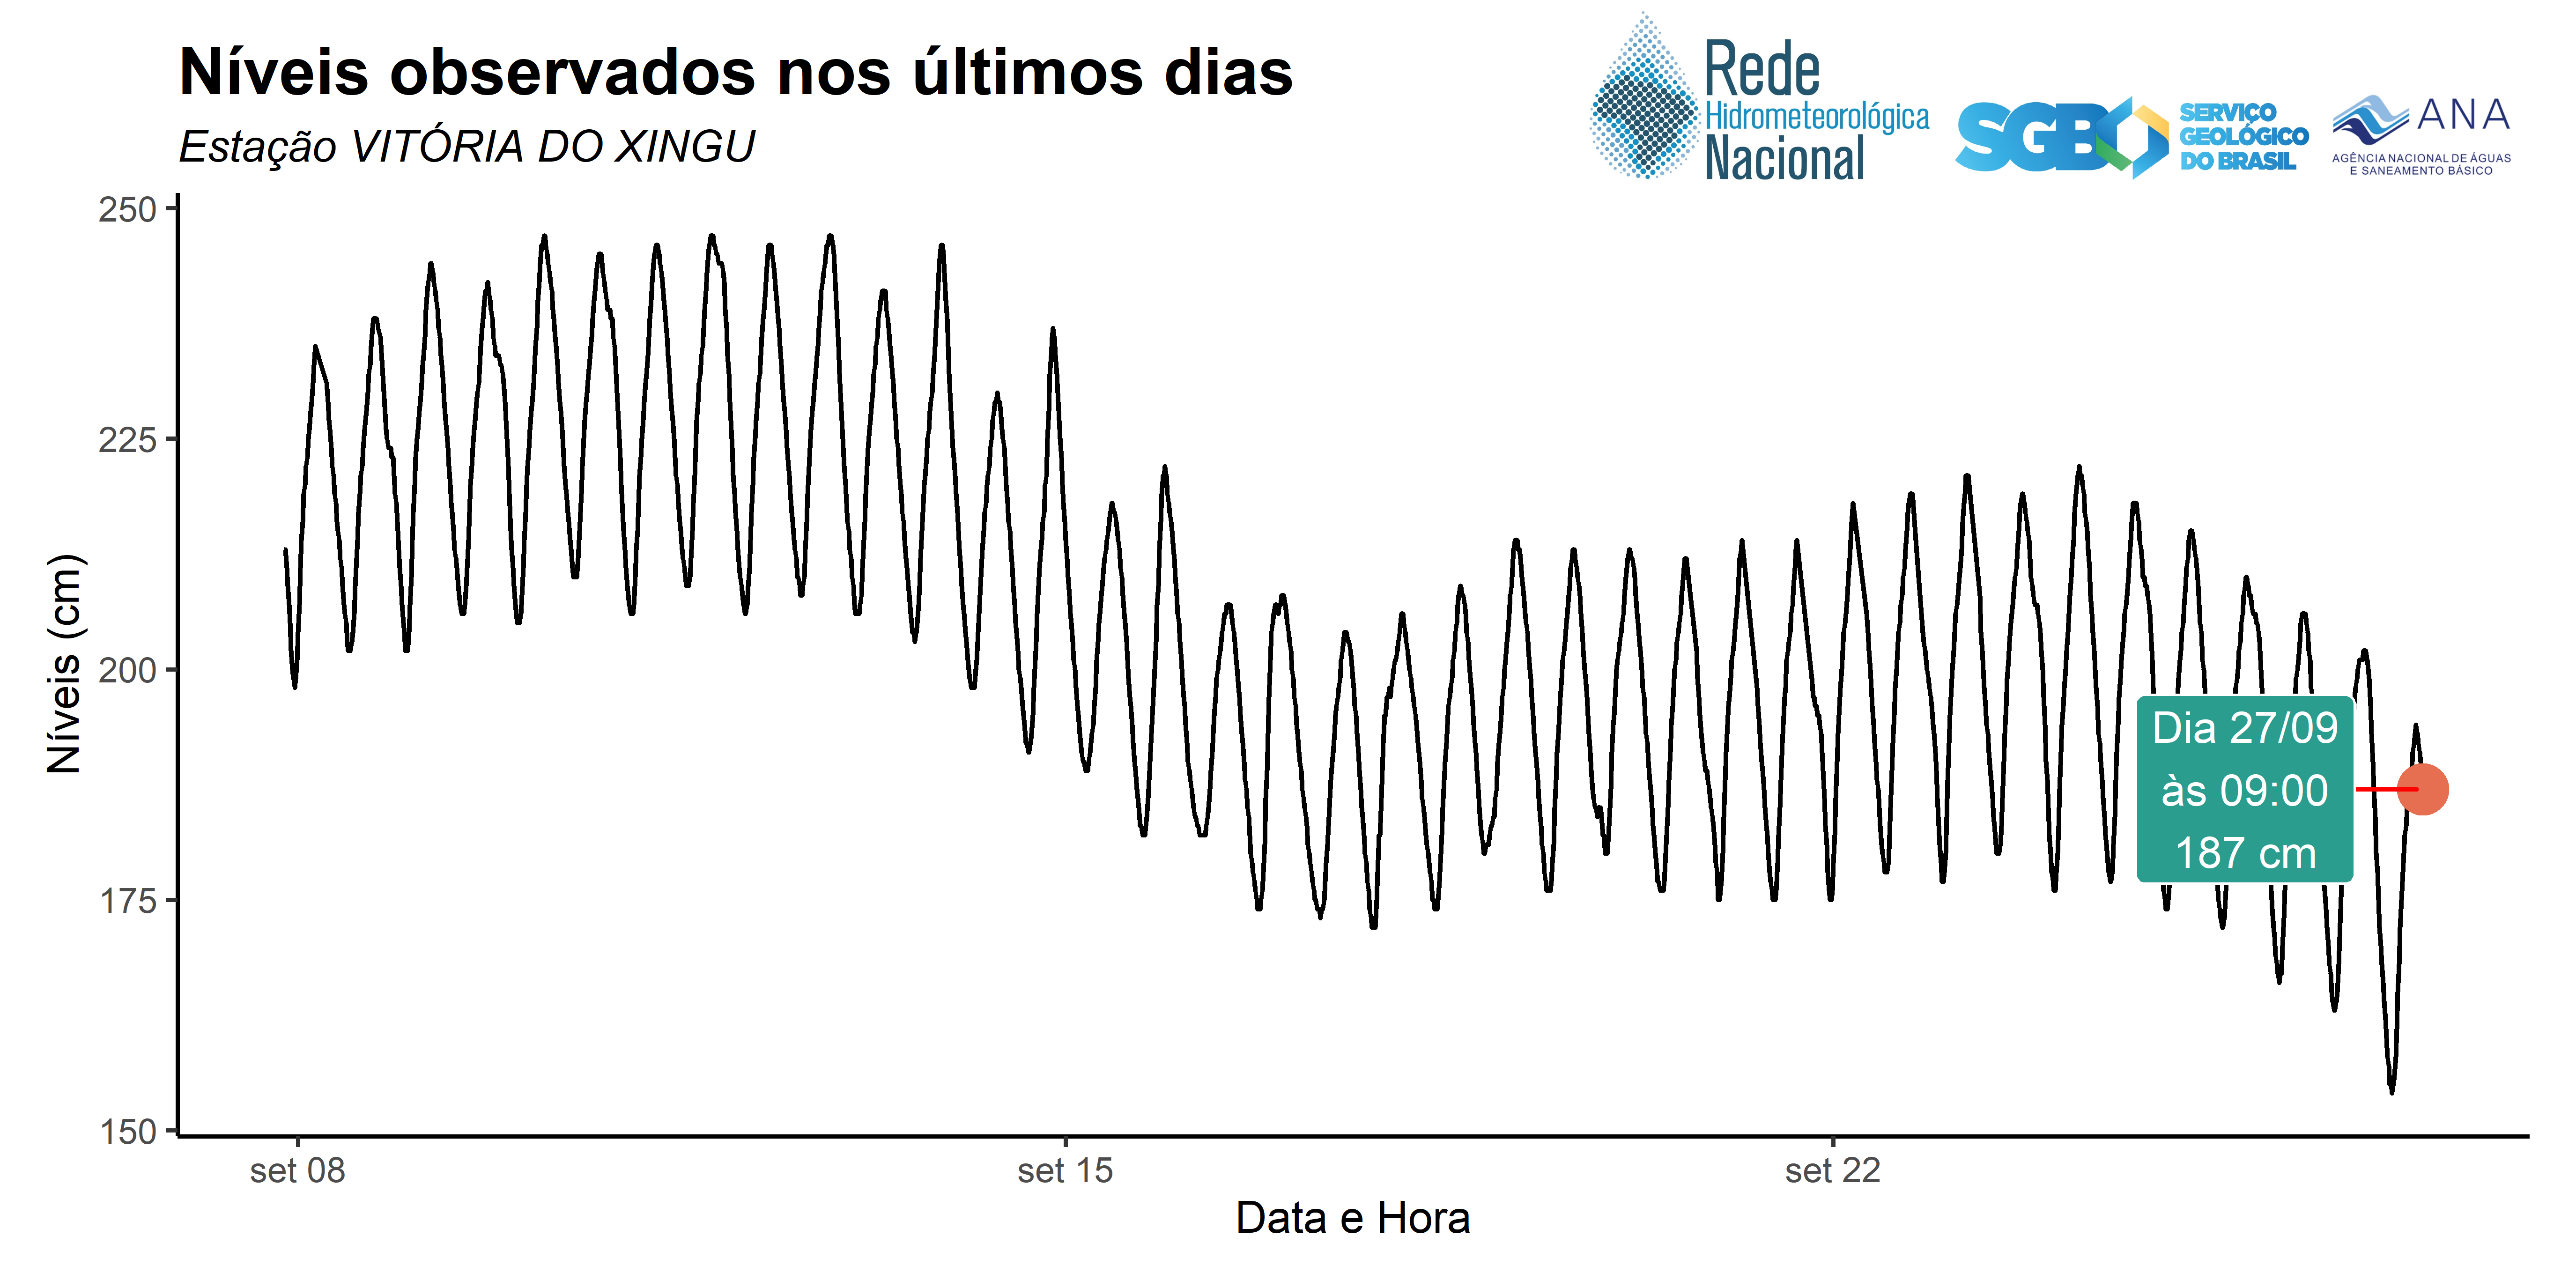 Níveis observados nos últimos dias
Estação VITÓRIA DO XINGU
Rede
Hidrometeorológica
Nacional
SGB
SERVIÇO
GEOLÓGICO
DO BRASIL
ANA
AGÊNCIA NACIONAL DE ÁGUAS
E SANEAMENTO BÁSICO
Níveis (cm)
250
225
200
175
150
Dia 27/09
às 09:00
187 cm
set 08
set 15
set 22
Data e Hora